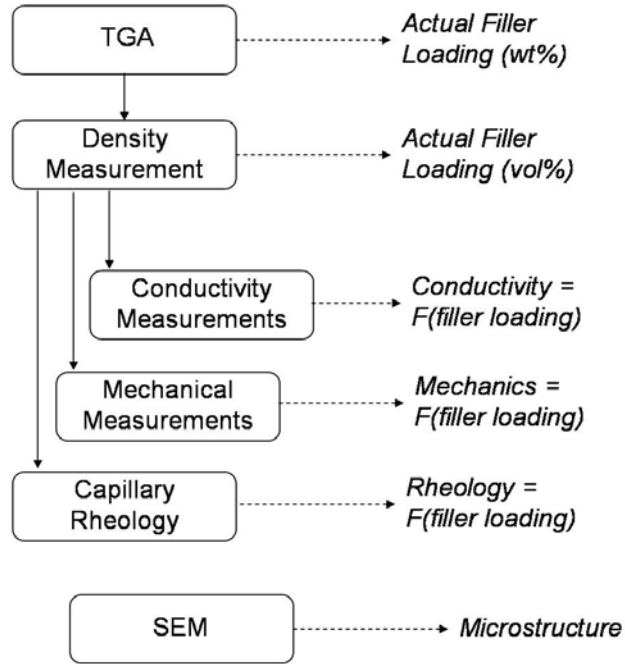 TGA
Actual Filler
Loading (wt%)
Density
Measurement
Actual Filler
Loading (vol%)
Conductivity
Measurements
Conductivity =
F(filler loading)
Mechanical
Measurements
Mechanics =
F(filler loading)
Capillary
Rheology
Rheology =
F(filler loading)
SEM
Microstructure